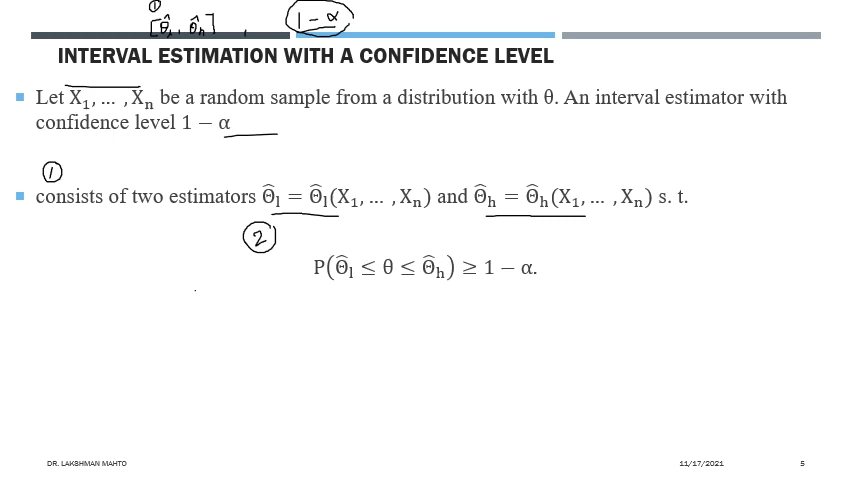 ①
[θ̂l, θ̂h] , 1 − α
INTERVAL ESTIMATION WITH A CONFIDENCE LEVEL
Let X₁, … , Xₙ be a random sample from a distribution with θ. An interval estimator with
confidence level 1 − α
①
consists of two estimators Θ̂l = Θ̂l(X₁, … , Xₙ) and Θ̂h = Θ̂h(X₁, … , Xₙ) s. t.
②
P(Θ̂l ≤ θ ≤ Θ̂h) ≥ 1 − α.
DR. LAKSHMAN MAHTO 11/17/2021 5